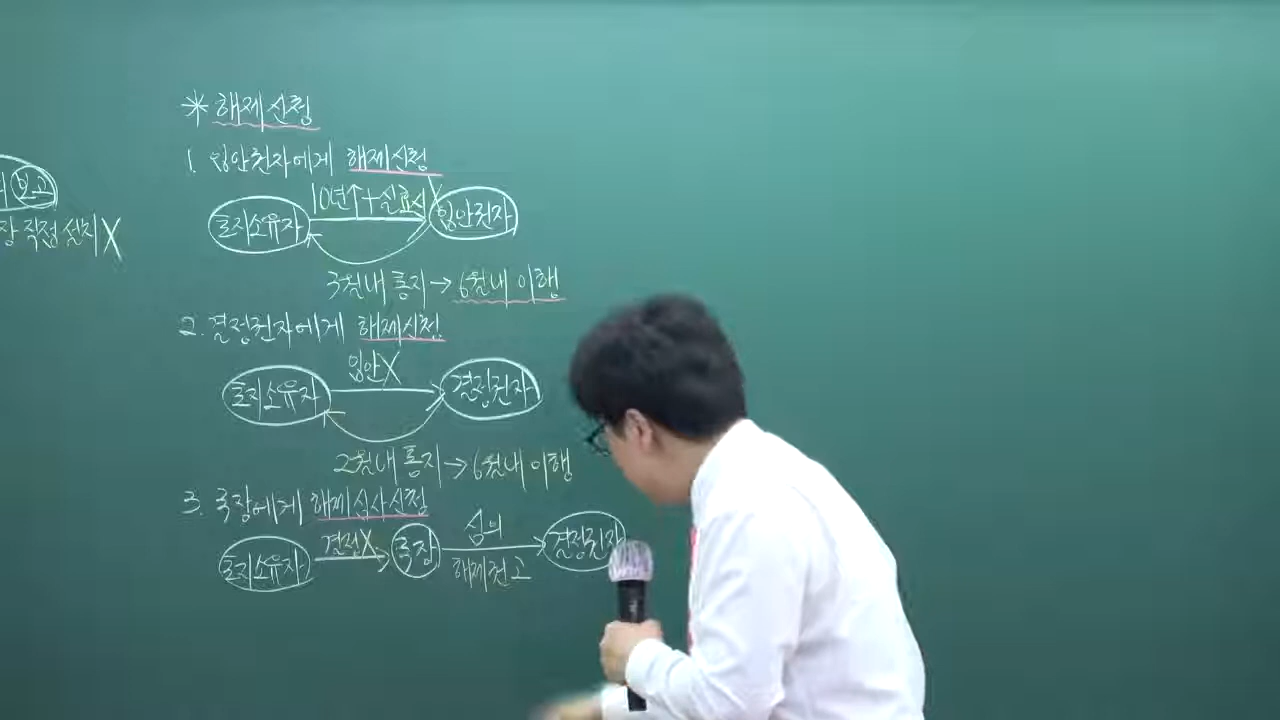 * 해제신청
1. 입안권자에게 해제신청
10년↑+실효시X
토지소유자 입안권자
3월내 통지→6월내 이행
2. 결정권자에게 해제신청
입안X
토지소유자 결정권자
2월내 통지→6월내 이행
3. 국장에게 해제심사신청
결정X 심의
토지소유자 국장 결정권자
해제권고
보고
장 직접 설치X